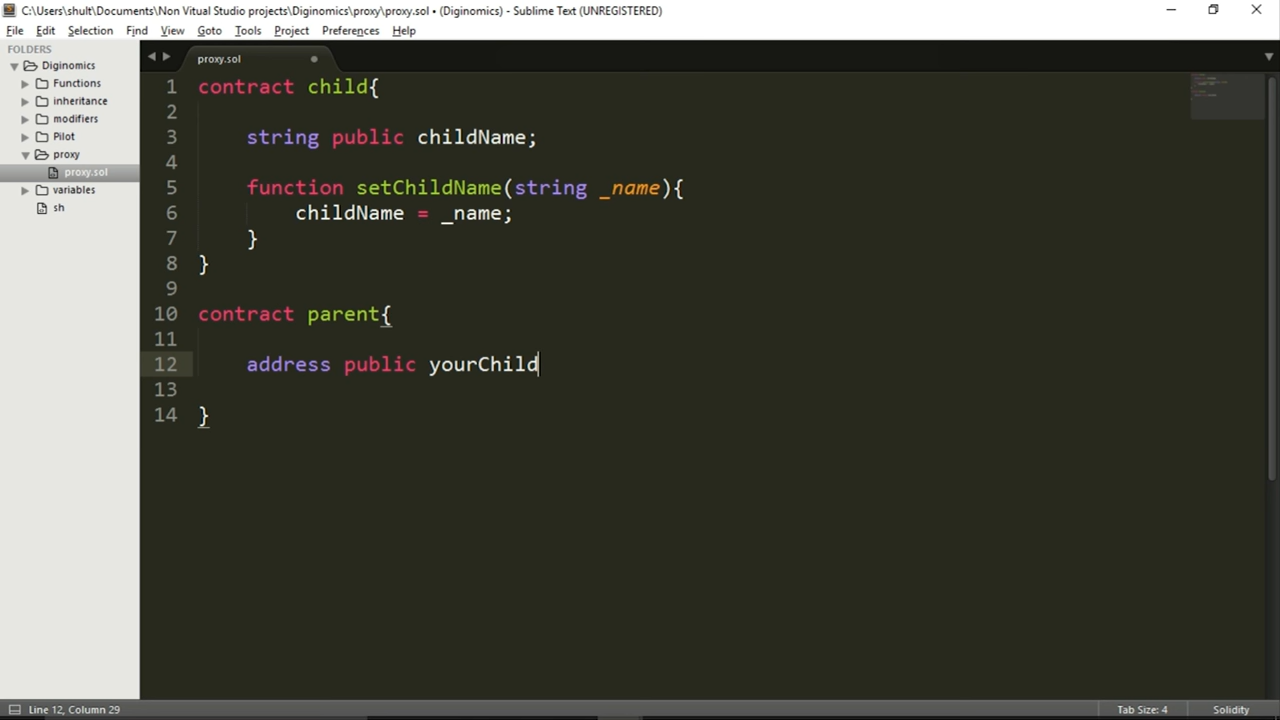 C:\Users\shult\Documents\Non Vitual Studio projects\Diginomics\proxy\proxy.sol • (Diginomics) - Sublime Text (UNREGISTERED)
File Edit Selection Find View Goto Tools Project Preferences Help
FOLDERS
Diginomics
Functions
inheritance
modifiers
Pilot
proxy
proxy.sol
variables
sh
proxy.sol
1 contract child{
2
3 string public childName;
4
5 function setChildName(string _name){
6 childName = _name;
7 }
8 }
9
10 contract parent{
11
12 address public yourChild
13
14 }
Line 12, Column 29 Tab Size: 4 Solidity